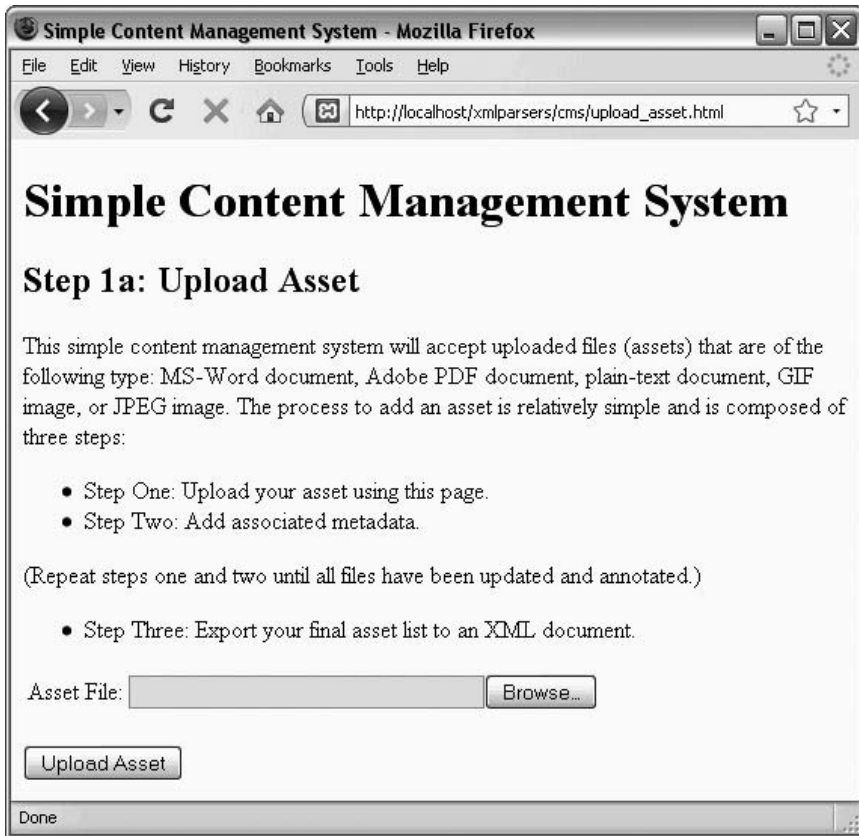 Simple Content Management System - Mozilla Firefox
File Edit View History Bookmarks Tools Help
http://localhost/xmlparsers/cms/upload_asset.html
Simple Content Management System
Step 1a: Upload Asset
This simple content management system will accept uploaded files (assets) that are of the
following type: MS-Word document, Adobe PDF document, plain-text document, GIF
image, or JPEG image. The process to add an asset is relatively simple and is composed of
three steps:
• Step One: Upload your asset using this page.
• Step Two: Add associated metadata.
(Repeat steps one and two until all files have been updated and annotated.)
• Step Three: Export your final asset list to an XML document.
Asset File: Browse...
Upload Asset
Done